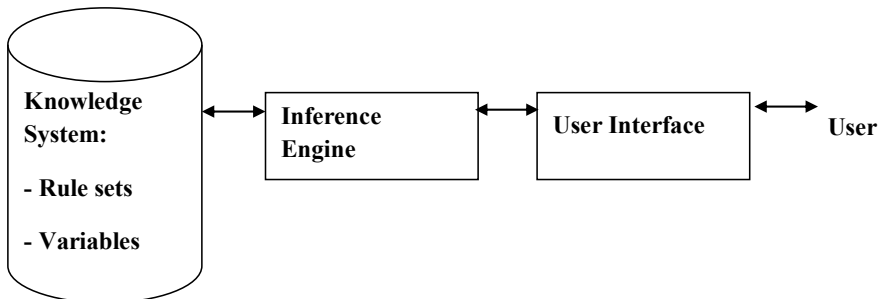 Knowledge
System:
- Rule sets
- Variables
Inference
Engine
User Interface
User